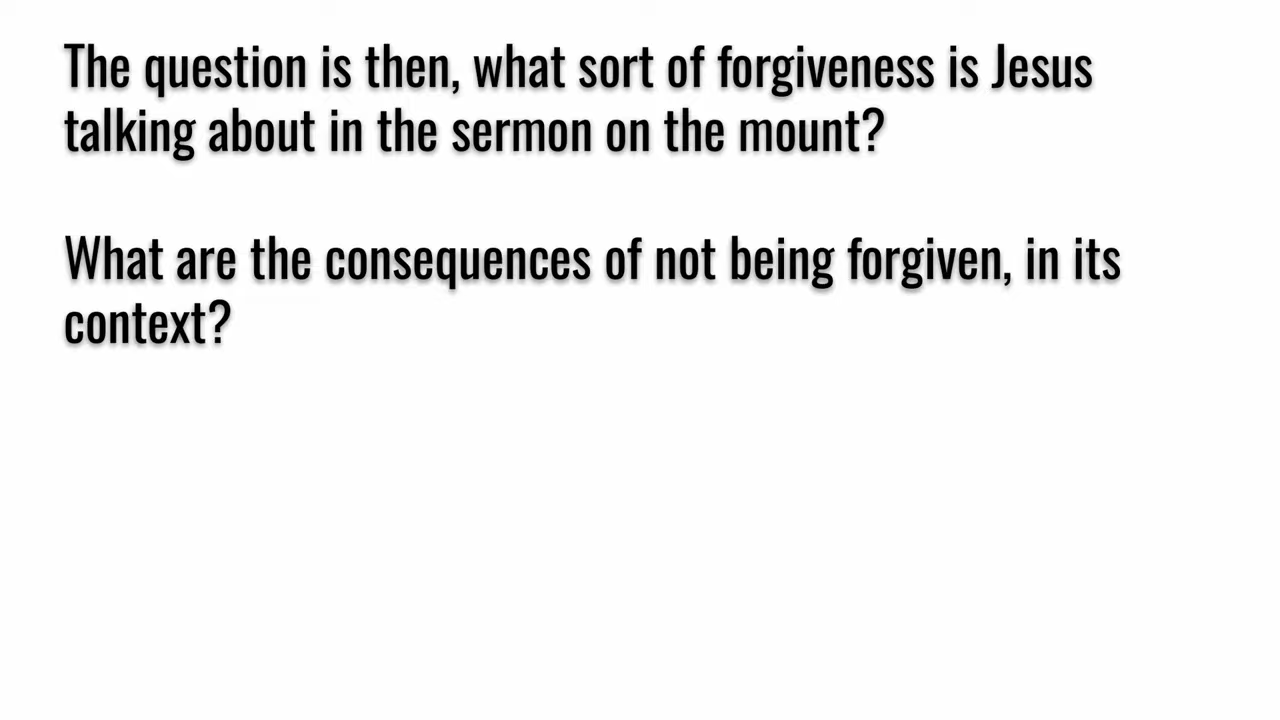 The question is then, what sort of forgiveness is Jesus
talking about in the sermon on the mount?
What are the consequences of not being forgiven, in its
context?